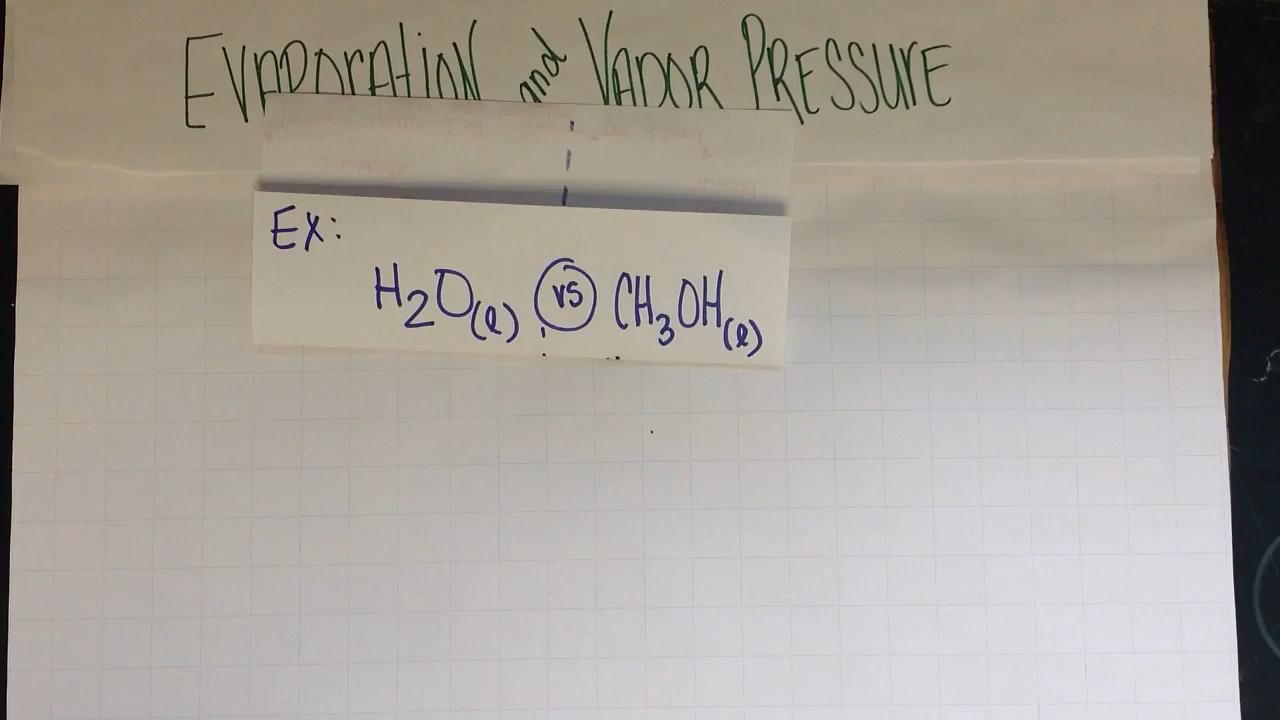 EVAPORATION and VAPOR PRESSURE
EX:
H₂O(l) vs CH₃OH(l)